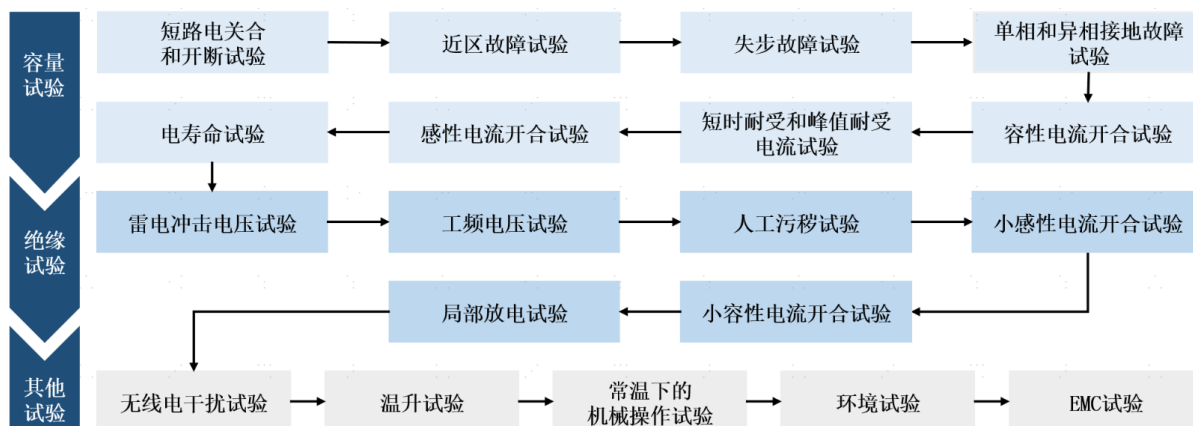 容量
试验
短路电关合
和开断试验
近区故障试验
失步故障试验
单相和异相接地故障
试验
电寿命试验
感性电流开合试验
短时耐受和峰值耐受
电流试验
容性电流开合试验
绝缘
试验
雷电冲击电压试验
工频电压试验
人工污秽试验
小感性电流开合试验
局部放电试验
小容性电流开合试验
其他
试验
无线电干扰试验
温升试验
常温下的
机械操作试验
环境试验
EMC试验